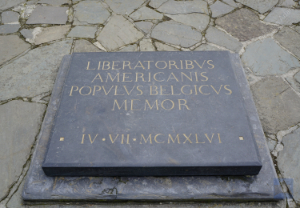 LIBERATORIBVS
AMERICANIS
POPVLVS BELGICVS
MEMOR
· IV · VII · MCMXLVI ·